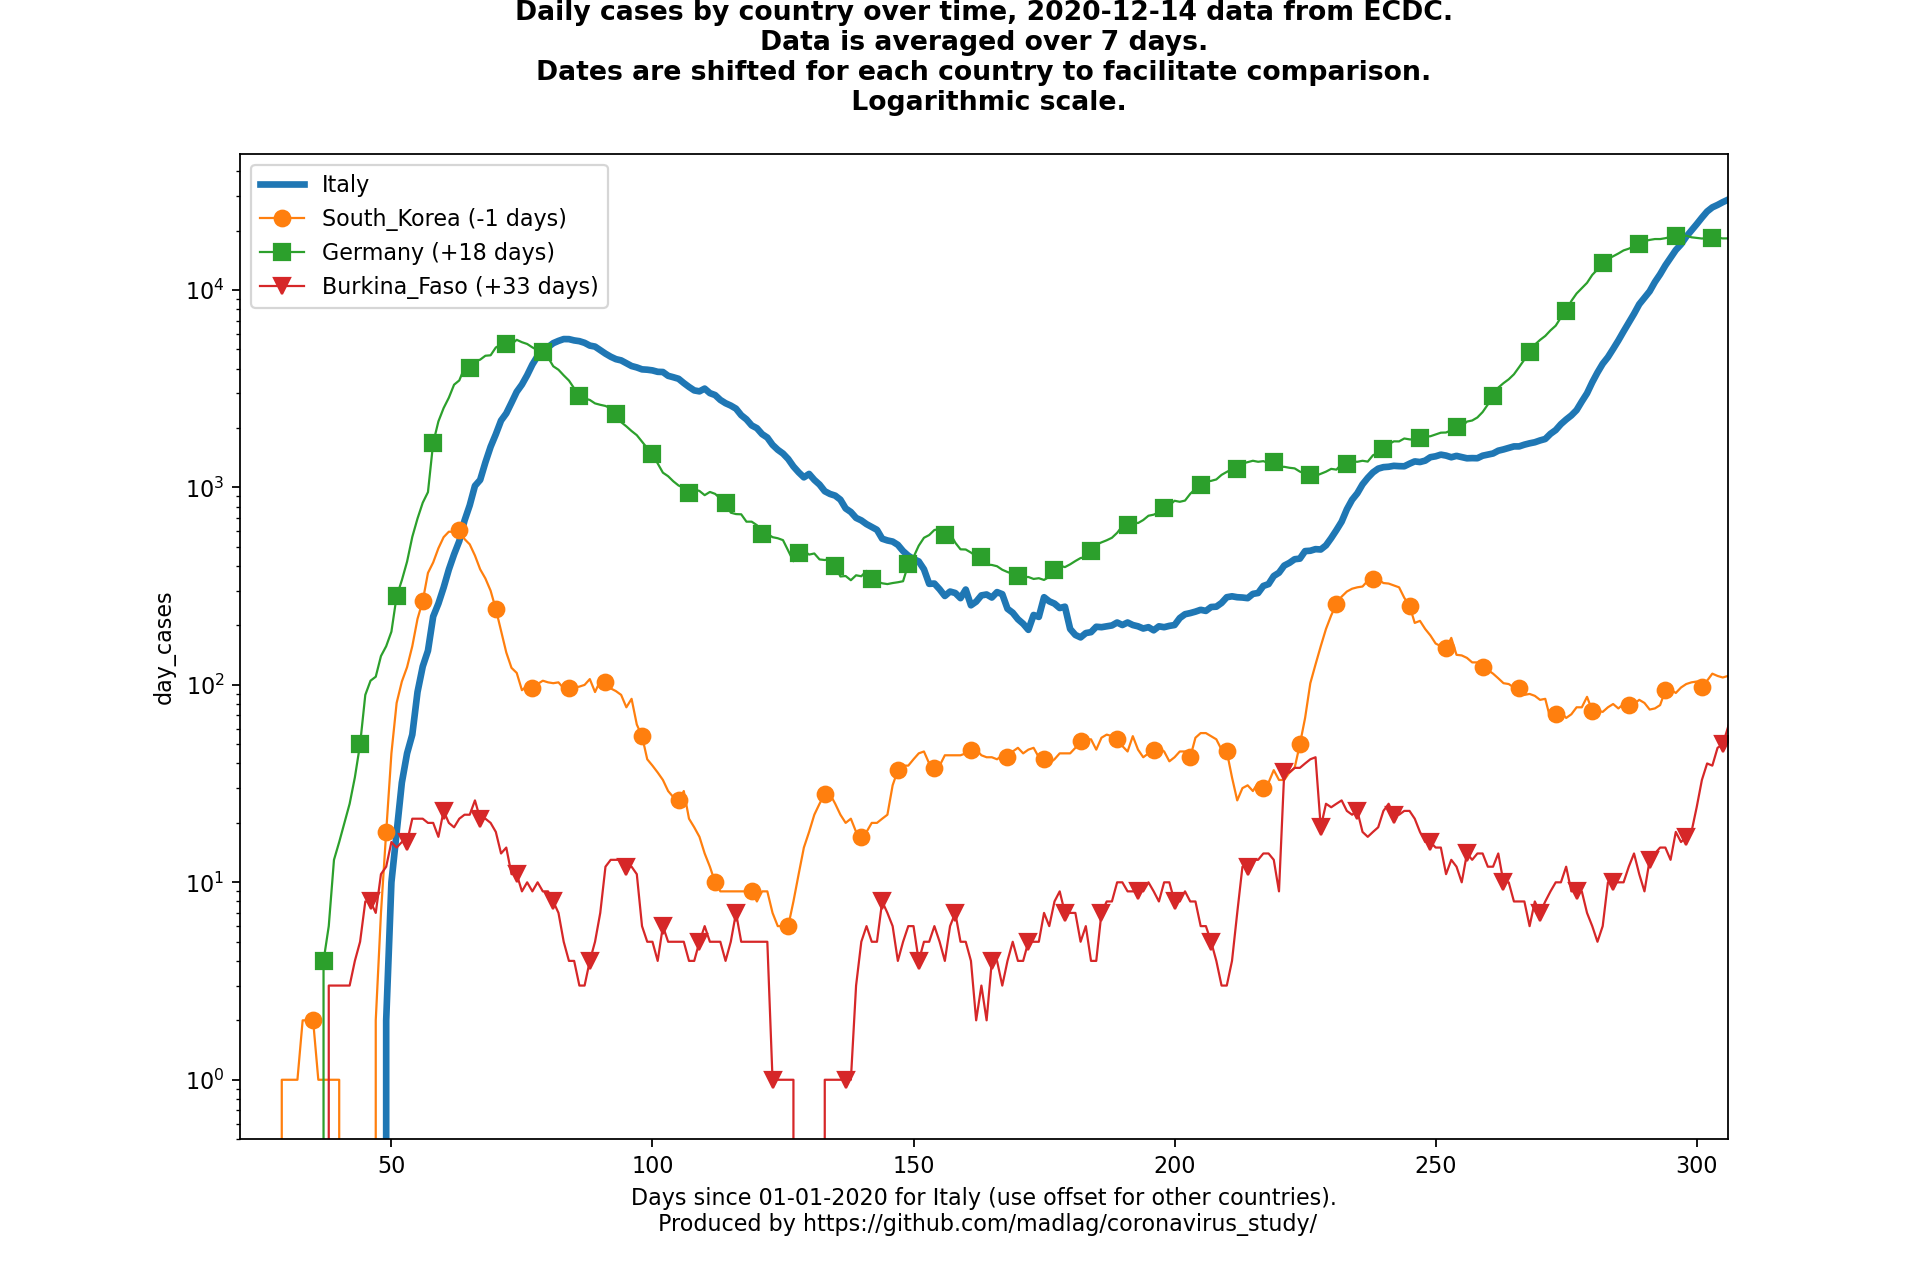 Daily cases by country over time, 2020-12-14 data from ECDC.
Data is averaged over 7 days.
Dates are shifted for each country to facilitate comparison.
Logarithmic scale.
Italy
South_Korea (-1 days)
Germany (+18 days)
Burkina_Faso (+33 days)
10⁴
10³
10²
10¹
10⁰
day_cases
50 100 150 200 250 300
Days since 01-01-2020 for Italy (use offset for other countries).
Produced by https://github.com/madlag/coronavirus_study/